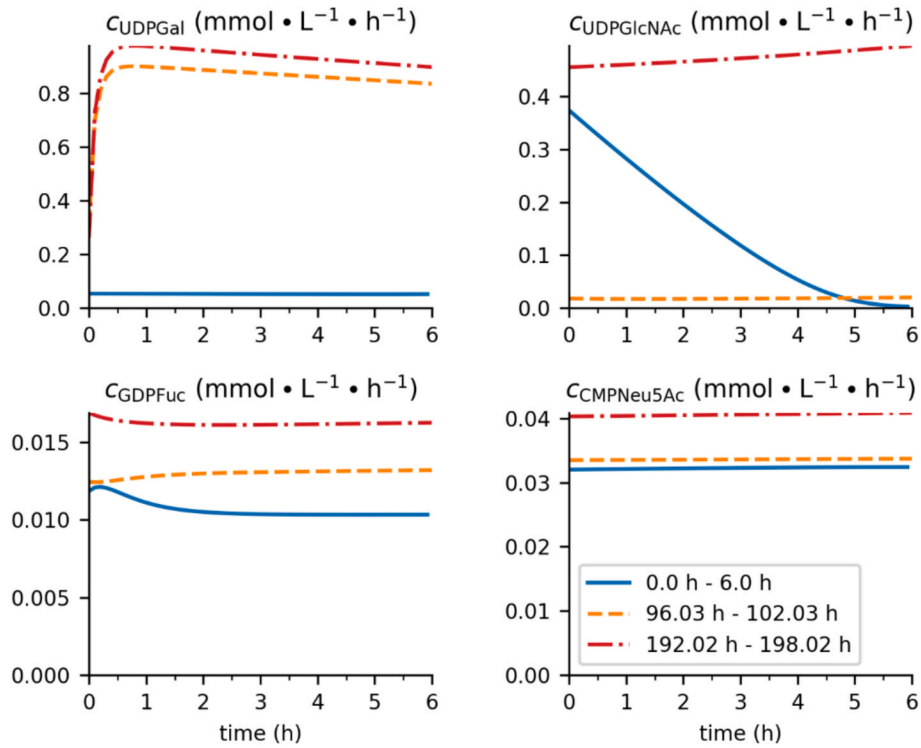 c_UDPGal (mmol • L⁻¹ • h⁻¹)
0.8
0.6
0.4
0.2
0.0
0 1 2 3 4 5 6
c_UDPGlcNAc (mmol • L⁻¹ • h⁻¹)
0.4
0.3
0.2
0.1
0.0
0 1 2 3 4 5 6
c_GDPFuc (mmol • L⁻¹ • h⁻¹)
0.015
0.010
0.005
0.000
0 1 2 3 4 5 6
time (h)
c_CMPNeu5Ac (mmol • L⁻¹ • h⁻¹)
0.04
0.03
0.02
0.01
0.00
0.0 h - 6.0 h
96.03 h - 102.03 h
192.02 h - 198.02 h
0 1 2 3 4 5 6
time (h)